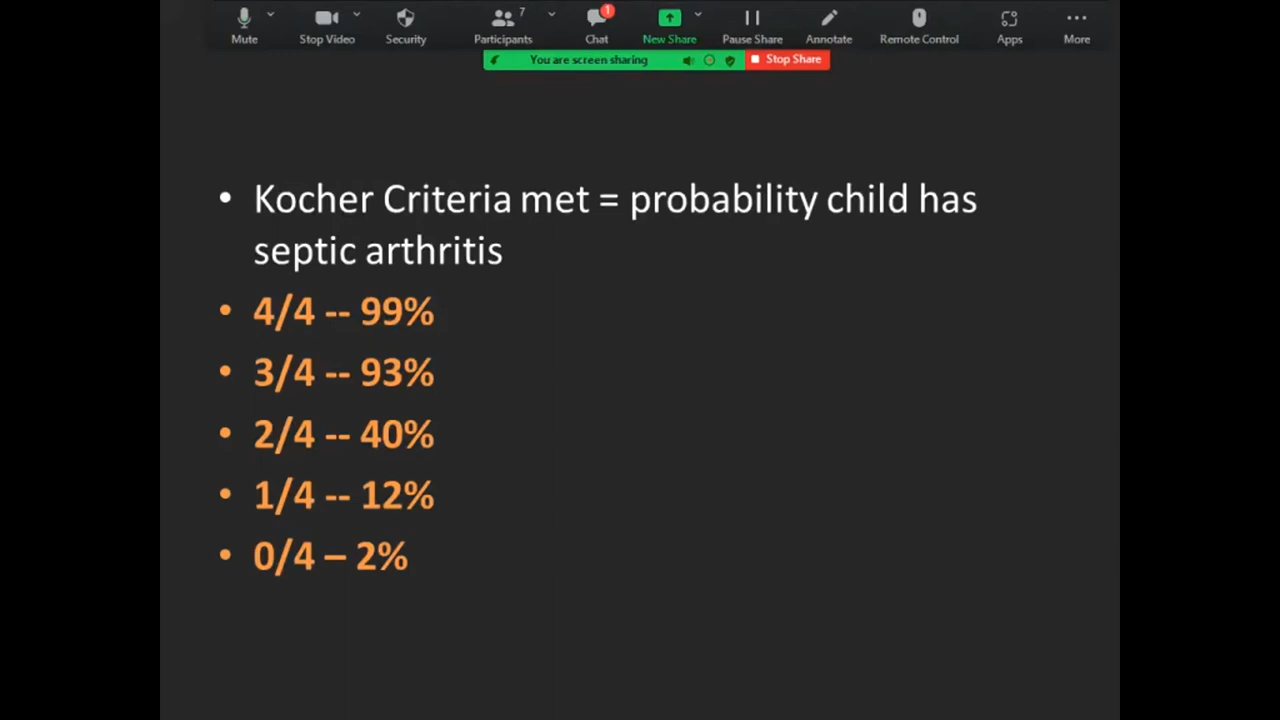 Mute
Stop Video
Security
7
Participants
1
Chat
New Share
Pause Share
Annotate
Remote Control
Apps
More
You are screen sharing
Stop Share
• Kocher Criteria met = probability child has
septic arthritis
• 4/4 -- 99%
• 3/4 -- 93%
• 2/4 -- 40%
• 1/4 -- 12%
• 0/4 – 2%